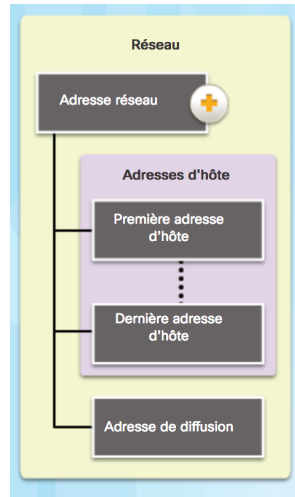 Réseau
Adresse réseau
Adresses d'hôte
Première adresse
d'hôte
Dernière adresse
d'hôte
Adresse de diffusion